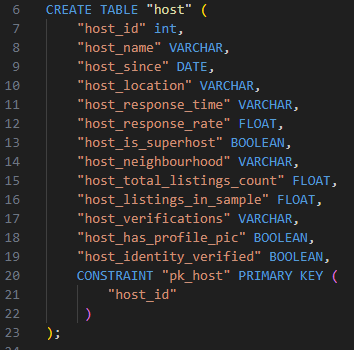 6 CREATE TABLE "host" (
7 "host_id" int,
8 "host_name" VARCHAR,
9 "host_since" DATE,
10 "host_location" VARCHAR,
11 "host_response_time" VARCHAR,
12 "host_response_rate" FLOAT,
13 "host_is_superhost" BOOLEAN,
14 "host_neighbourhood" VARCHAR,
15 "host_total_listings_count" FLOAT,
16 "host_listings_in_sample" FLOAT,
17 "host_verifications" VARCHAR,
18 "host_has_profile_pic" BOOLEAN,
19 "host_identity_verified" BOOLEAN,
20 CONSTRAINT "pk_host" PRIMARY KEY (
21 "host_id"
22 )
23 );